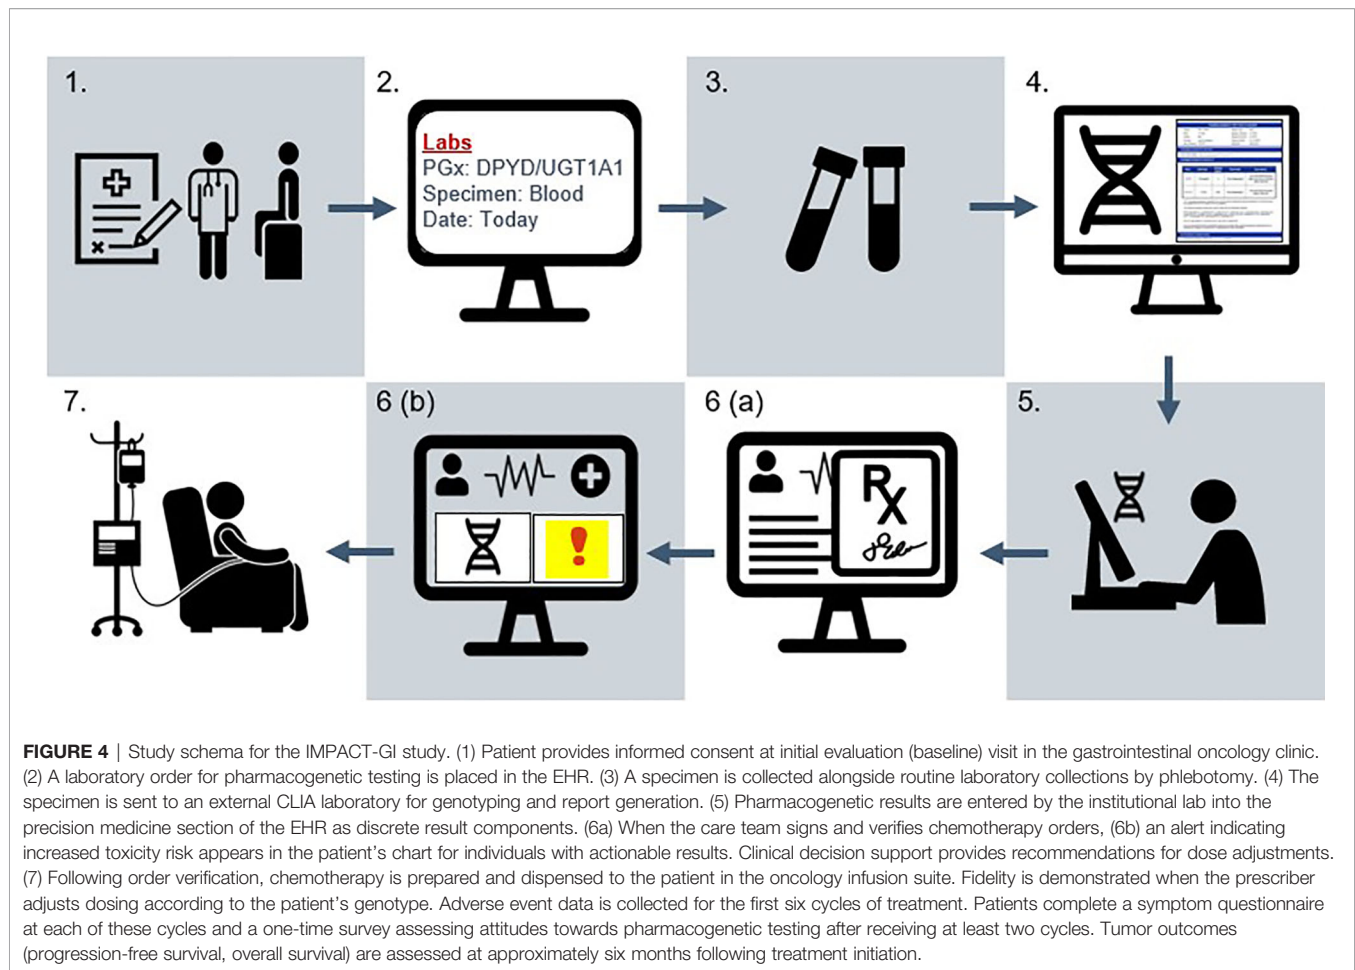 1.
2.
Labs
PGx: DPYD/UGT1A1
Specimen: Blood
Date: Today
3.
4.
5.
6 (a)
RX
6 (b)
!
7.
FIGURE 4 | Study schema for the IMPACT-GI study. (1) Patient provides informed consent at initial evaluation (baseline) visit in the gastrointestinal oncology clinic.
(2) A laboratory order for pharmacogenetic testing is placed in the EHR. (3) A specimen is collected alongside routine laboratory collections by phlebotomy. (4) The
specimen is sent to an external CLIA laboratory for genotyping and report generation. (5) Pharmacogenetic results are entered by the institutional lab into the
precision medicine section of the EHR as discrete result components. (6a) When the care team signs and verifies chemotherapy orders, (6b) an alert indicating
increased toxicity risk appears in the patient's chart for individuals with actionable results. Clinical decision support provides recommendations for dose adjustments.
(7) Following order verification, chemotherapy is prepared and dispensed to the patient in the oncology infusion suite. Fidelity is demonstrated when the prescriber
adjusts dosing according to the patient's genotype. Adverse event data is collected for the first six cycles of treatment. Patients complete a symptom questionnaire
at each of these cycles and a one-time survey assessing attitudes towards pharmacogenetic testing after receiving at least two cycles. Tumor outcomes
(progression-free survival, overall survival) are assessed at approximately six months following treatment initiation.